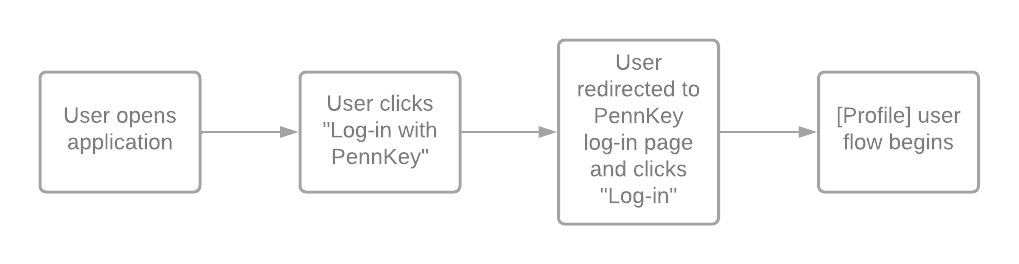 User opens
application
User clicks
"Log-in with
PennKey"
User
redirected to
PennKey
log-in page
and clicks
"Log-in"
[Profile] user
flow begins